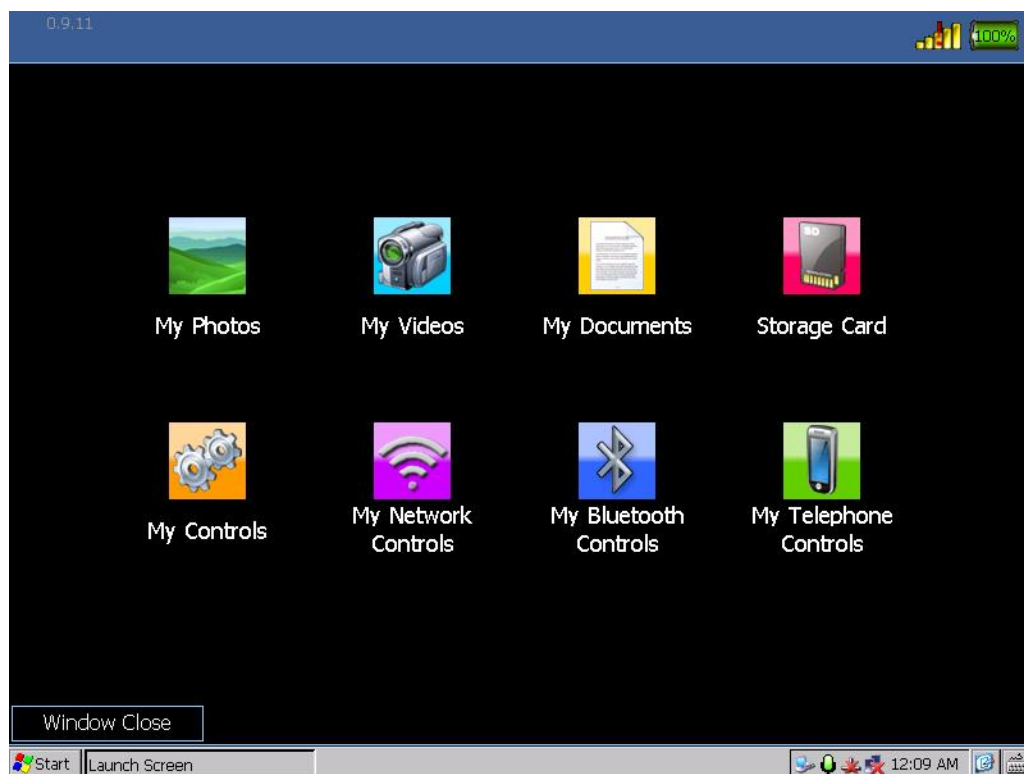 0.9.11
100%
My Photos
My Videos
My Documents
SD
Storage Card
My Controls
My Network
Controls
My Bluetooth
Controls
My Telephone
Controls
Window Close
Start
Launch Screen
12:09 AM